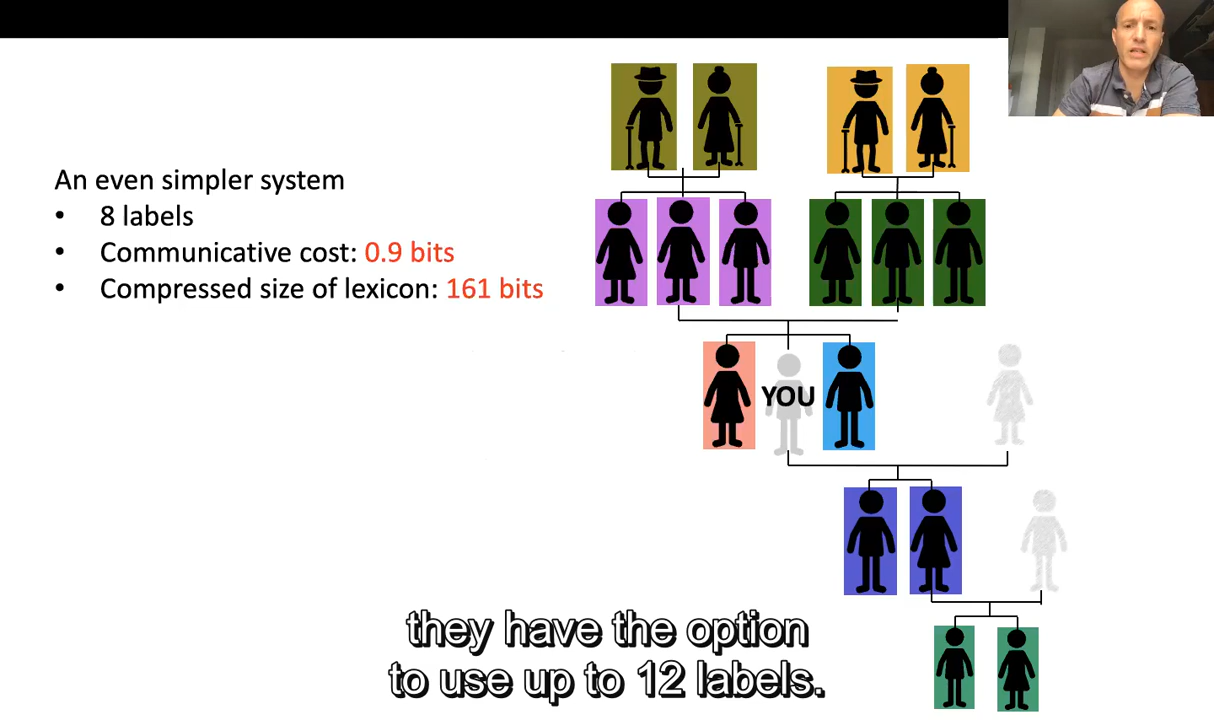 An even simpler system
• 8 labels
• Communicative cost: 0.9 bits
• Compressed size of lexicon: 161 bits
YOU
they have the option
to use up to 12 labels.